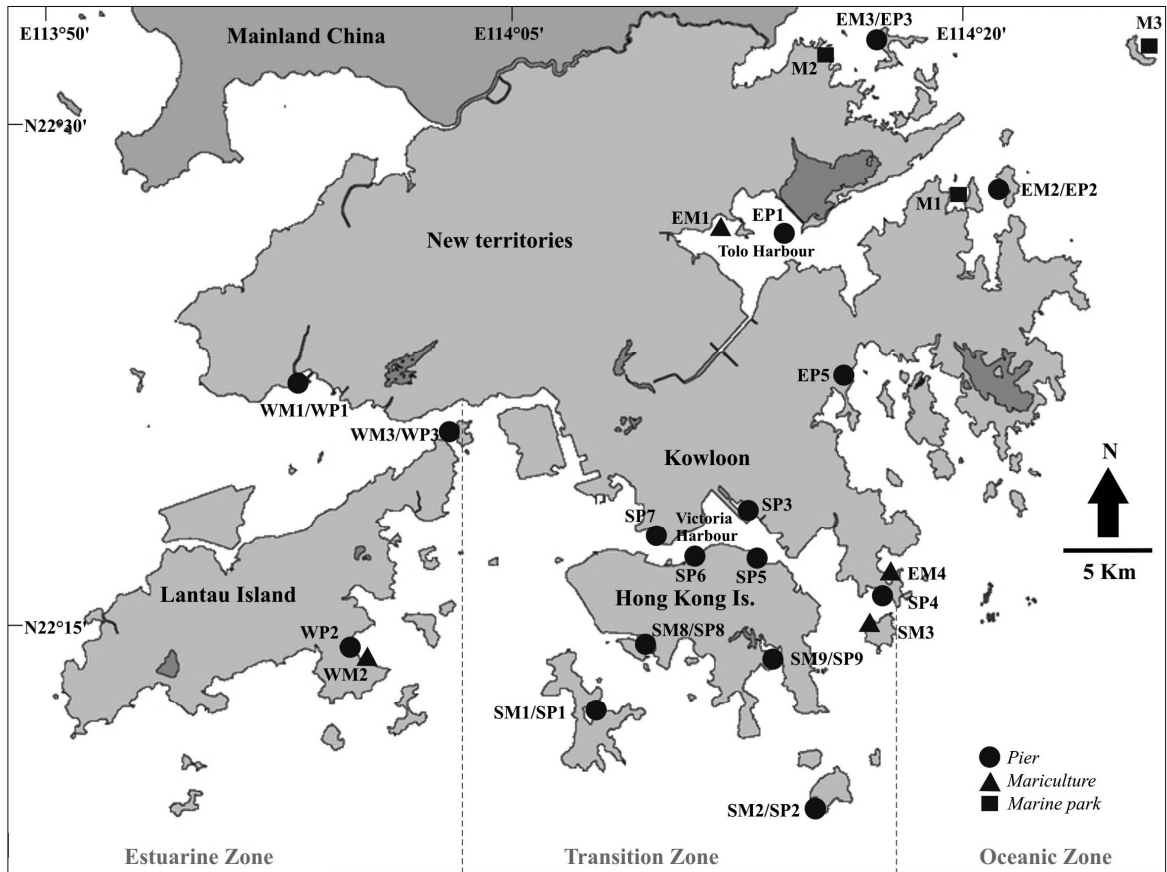 E113°50'
Mainland China
E114°05'
EM3/EP3
E114°20'
M3
M2
N22°30'
EM2/EP2
M1
EM1
EP1
Tolo Harbour
New territories
EP5
WM1/WP1
WM3/WP3
Kowloon
N
SP3
SP7
Victoria
Harbour
SP6
SP5
EM4
5 Km
Lantau Island
Hong Kong Is.
SP4
N22°15'
SM3
WP2
SM8/SP8
WM2
SM9/SP9
SM1/SP1
Pier
Mariculture
Marine park
SM2/SP2
Estuarine Zone
Transition Zone
Oceanic Zone